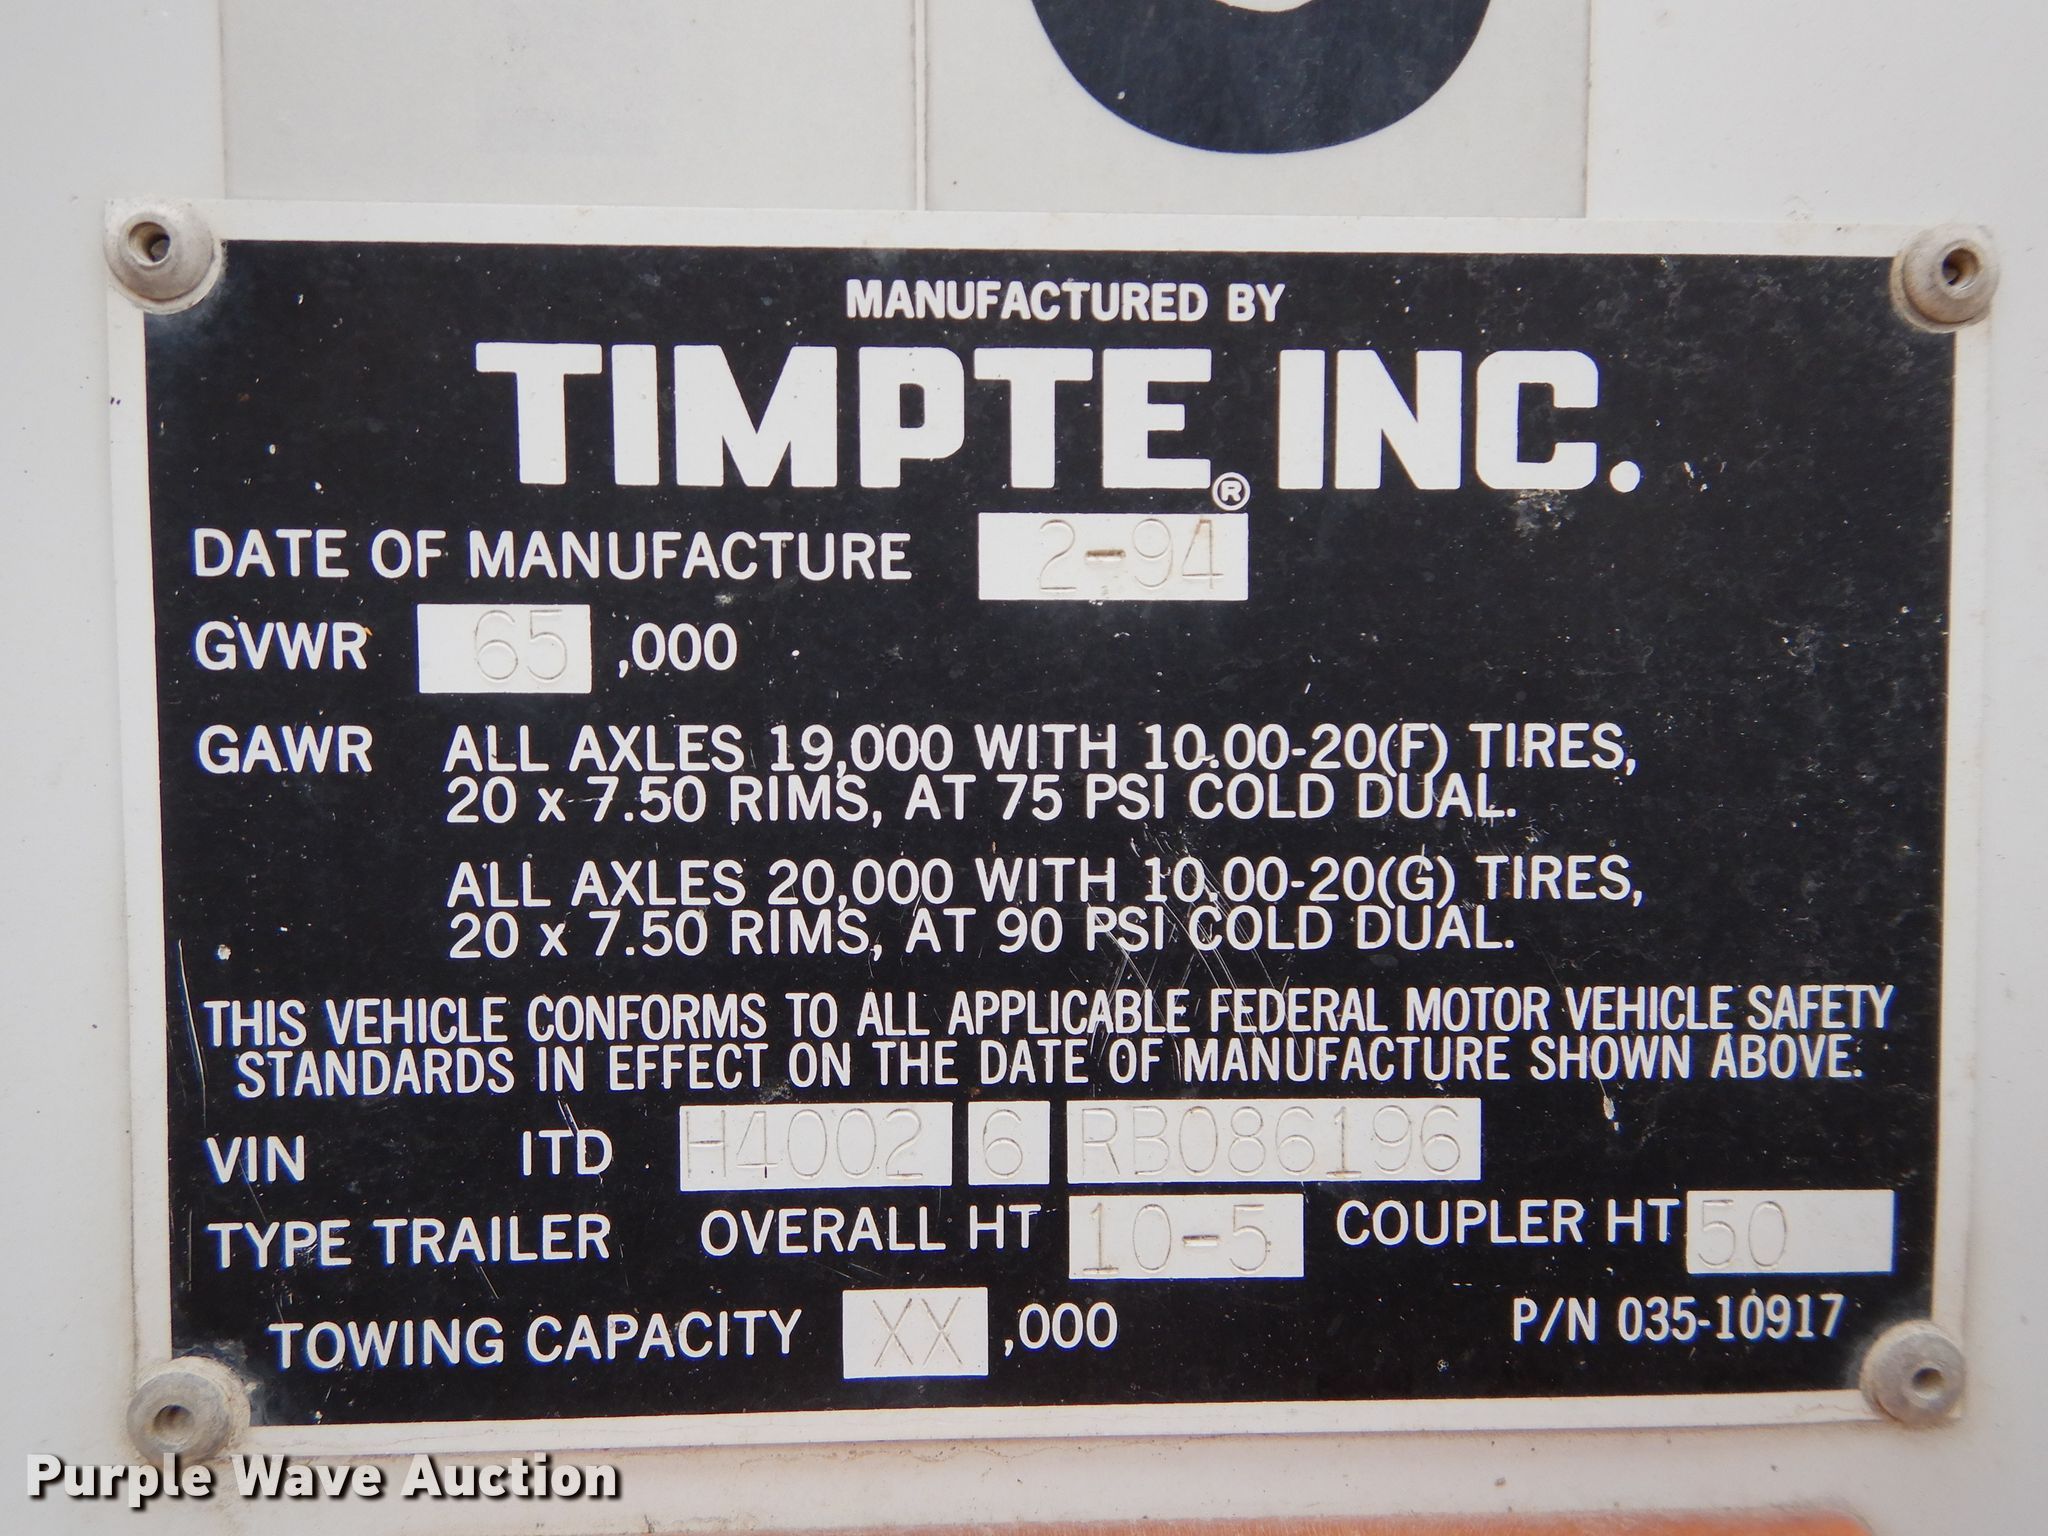 MANUFACTURED BY
TIMPTE® INC.
DATE OF MANUFACTURE 2-94
GVWR 65 ,000
GAWR ALL AXLES 19,000 WITH 10.00-20(F) TIRES,
20 x 7.50 RIMS, AT 75 PSI COLD DUAL.
ALL AXLES 20,000 WITH 10.00-20(G) TIRES,
20 x 7.50 RIMS, AT 90 PSI COLD DUAL.
THIS VEHICLE CONFORMS TO ALL APPLICABLE FEDERAL MOTOR VEHICLE SAFETY
STANDARDS IN EFFECT ON THE DATE OF MANUFACTURE SHOWN ABOVE.
VIN 1TD H4002 6 RB086196
TYPE TRAILER OVERALL HT 10-5 COUPLER HT 50
TOWING CAPACITY XX ,000 P/N 035-10917
Purple Wave Auction